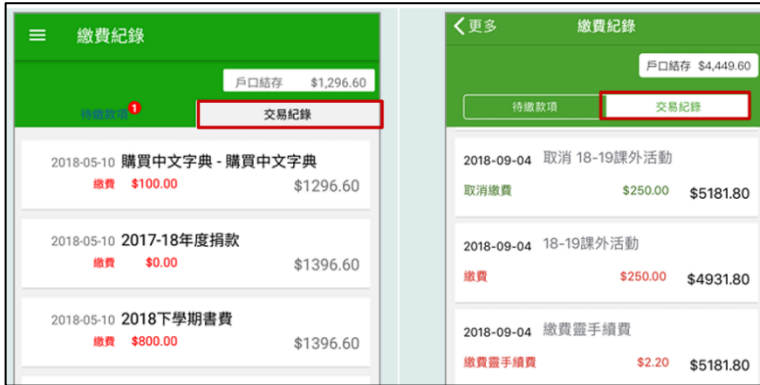 繳費紀錄
戶口結存 $1,296.60
待繳款項 1
交易紀錄
2018-05-10 購買中文字典 - 購買中文字典
繳費 $100.00 $1296.60
2018-05-10 2017-18年度捐款
繳費 $0.00 $1396.60
2018-05-10 2018下學期書費
繳費 $800.00 $1396.60
更多 繳費紀錄
戶口結存 $4,449.60
待繳款項 交易紀錄
2018-09-04 取消 18-19課外活動
取消繳費 $250.00 $5181.80
2018-09-04 18-19課外活動
繳費 $250.00 $4931.80
2018-09-04 繳費靈手續費
繳費靈手續費 $2.20 $5181.80